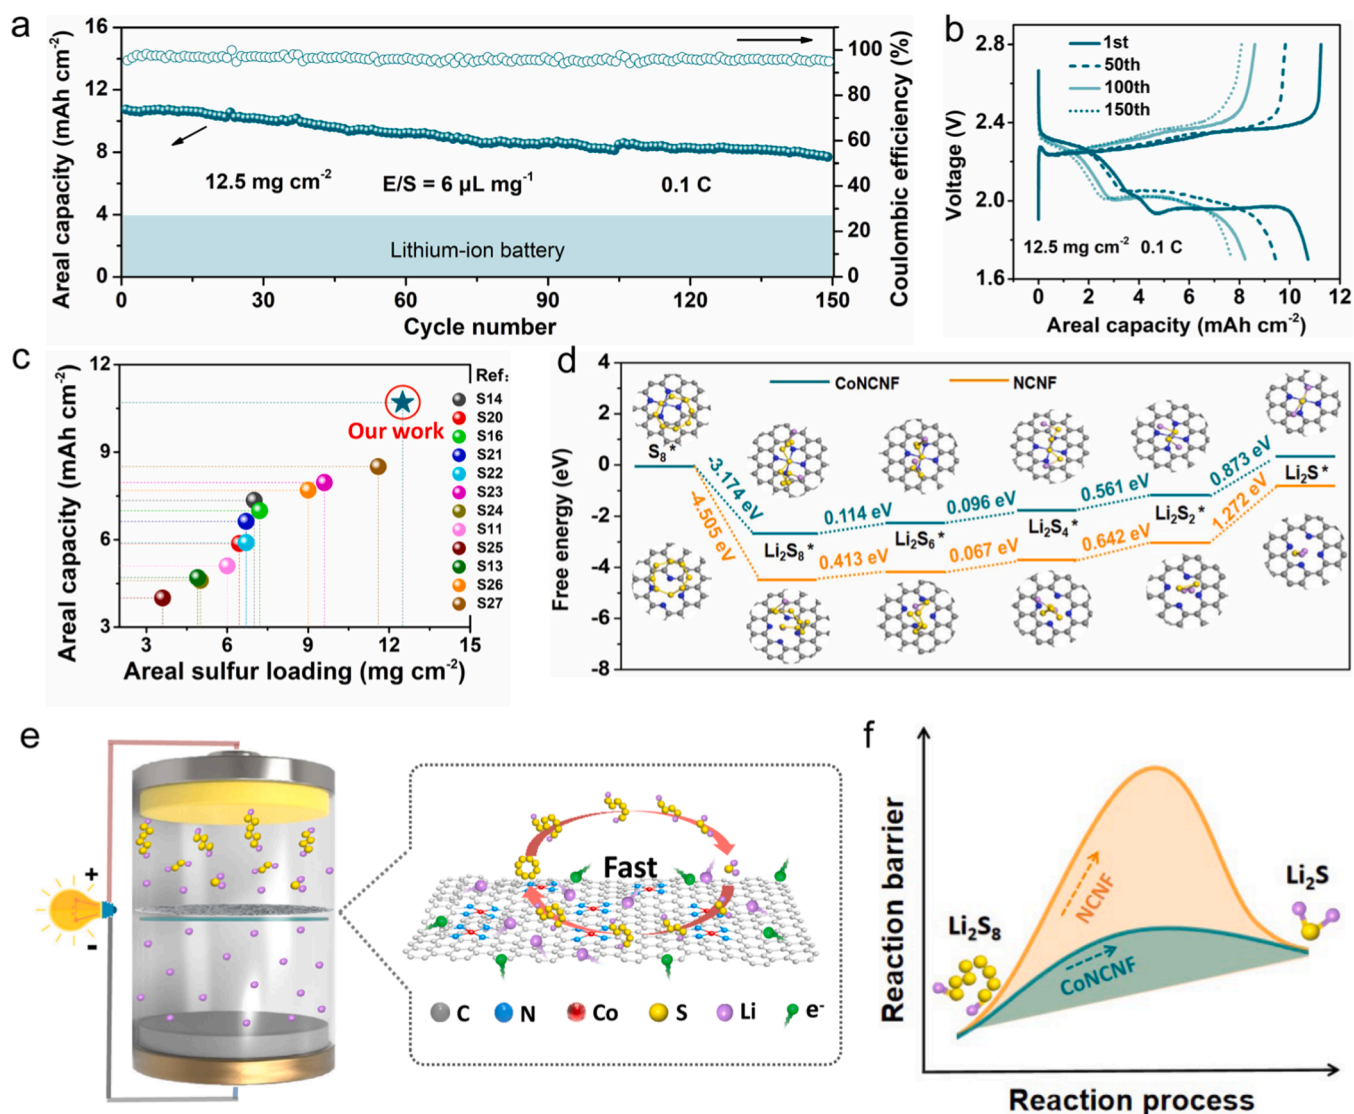 a
16
12
8
4
0
Areal capacity (mAh cm⁻²)
100
80
60
40
20
0
Coulombic efficiency (%)
12.5 mg cm⁻²
E/S = 6 μL mg⁻¹
0.1 C
Lithium-ion battery
0 30 60 90 120 150
Cycle number
b
2.8
2.4
2.0
1.6
Voltage (V)
1st
50th
100th
150th
12.5 mg cm⁻² 0.1 C
0 2 4 6 8 10 12
Areal capacity (mAh cm⁻²)
c
12
9
6
3
Areal capacity (mAh cm⁻²)
Our work
Ref:
S14
S20
S16
S21
S22
S23
S24
S11
S25
S13
S26
S27
3 6 9 12 15
Areal sulfur loading (mg cm⁻²)
d
4
2
0
-2
-4
-6
-8
Free energy (eV)
CoNCNF
NCNF
S₈*
-3.174 eV
0.114 eV
0.096 eV
0.561 eV
0.873 eV
Li₂S₈*
Li₂S₆*
Li₂S₄*
Li₂S₂*
Li₂S*
-4.505 eV
0.413 eV
0.067 eV
0.642 eV
1.272 eV
e
+
-
Fast
C
N
Co
S
Li
e⁻
f
Reaction barrier
NCNF
CoNCNF
Li₂S₈
Li₂S
Reaction process